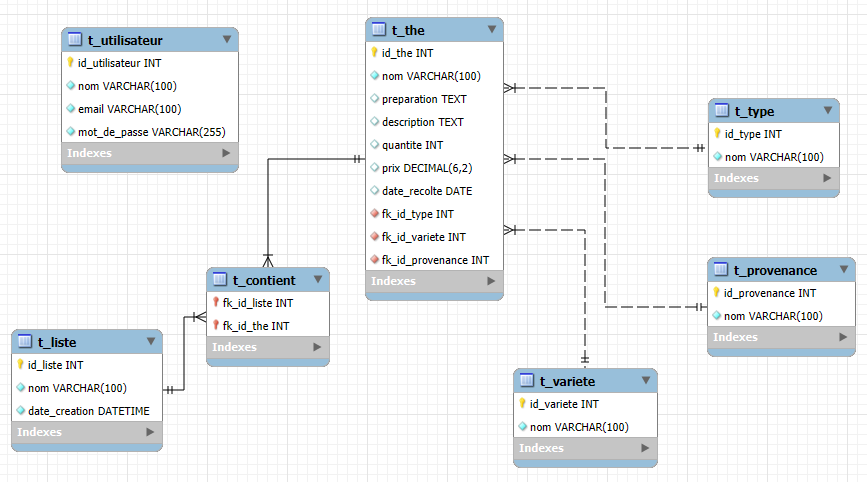 t_utilisateur
id_utilisateur INT
nom VARCHAR(100)
email VARCHAR(100)
mot_de_passe VARCHAR(255)
Indexes
t_the
id_the INT
nom VARCHAR(100)
preparation TEXT
description TEXT
quantite INT
prix DECIMAL(6,2)
date_recolte DATE
fk_id_type INT
fk_id_variete INT
fk_id_provenance INT
Indexes
t_type
id_type INT
nom VARCHAR(100)
Indexes
t_contient
fk_id_liste INT
fk_id_the INT
Indexes
t_provenance
id_provenance INT
nom VARCHAR(100)
Indexes
t_liste
id_liste INT
nom VARCHAR(100)
date_creation DATETIME
Indexes
t_variete
id_variete INT
nom VARCHAR(100)
Indexes